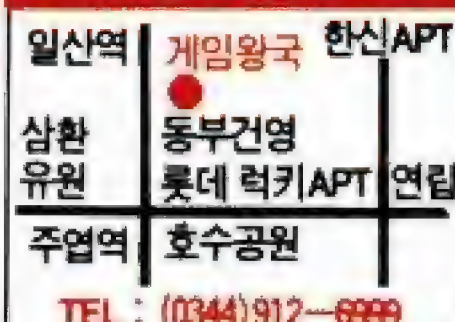 일산역 게임왕국 한신APT
삼환 동부건영
유원 롯데 럭키APT 연립
주엽역 호수공원
TEL : (0344)912-6999